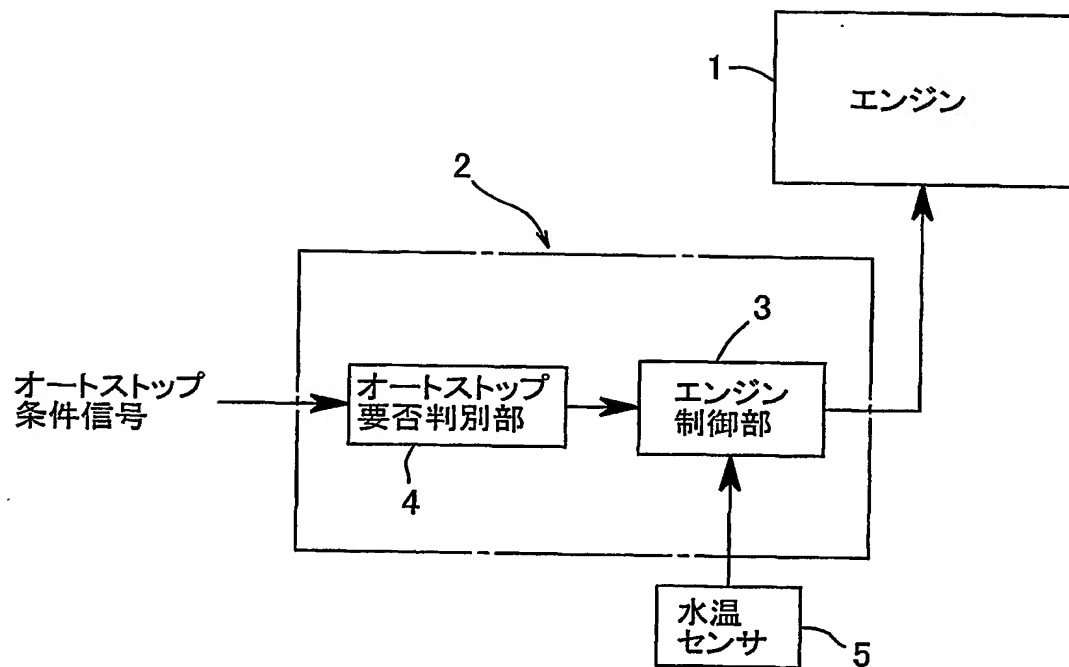 1
エンジン
2
3
オートストップ
条件信号
オートストップ
要否判別部
エンジン
制御部
4
水温
センサ
5